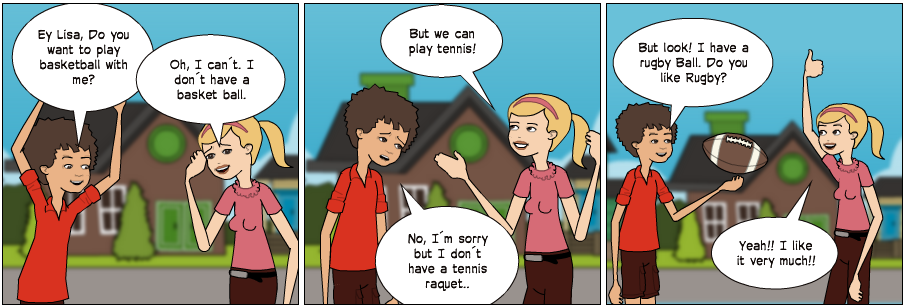 Ey Lisa, Do you
want to play
basketball with
me?
Oh, I can´t. I
don´t have a
basket ball.
But we can
play tennis!
No, I´m sorry
but I don´t
have a tennis
raquet..
But look! I have a
rugby Ball. Do you
like Rugby?
Yeah!! I like
it very much!!